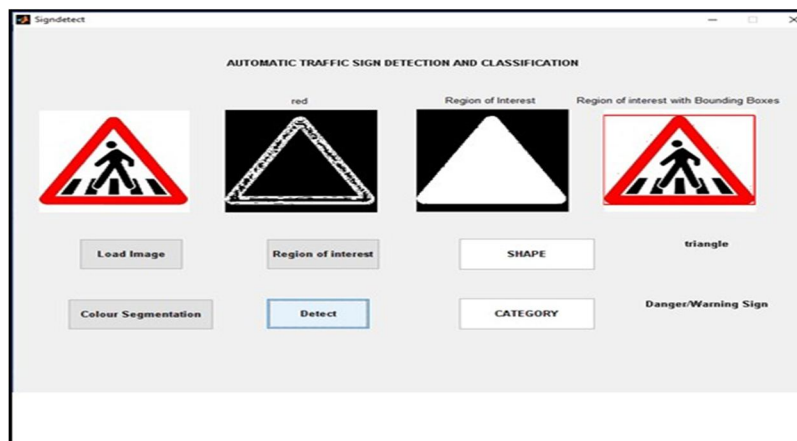 Signdetect
AUTOMATIC TRAFFIC SIGN DETECTION AND CLASSIFICATION
red
Region of Interest
Region of interest with Bounding Boxes
Load Image
Region of interest
SHAPE
triangle
Colour Segmentation
Detect
CATEGORY
Danger/Warning Sign